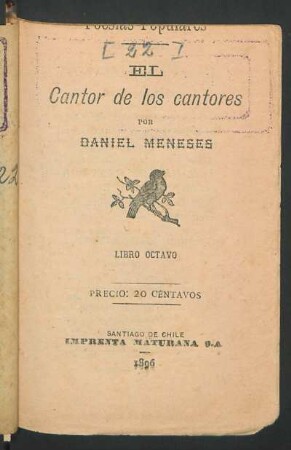 Poesías Populares
[22]
EL
Cantor de los cantores
POR
DANIEL MENESES
LIBRO OCTAVO
PRECIO: 20 CENTAVOS
SANTIAGO DE CHILE
IMPRENTA MATURANA 9.A
1896
22